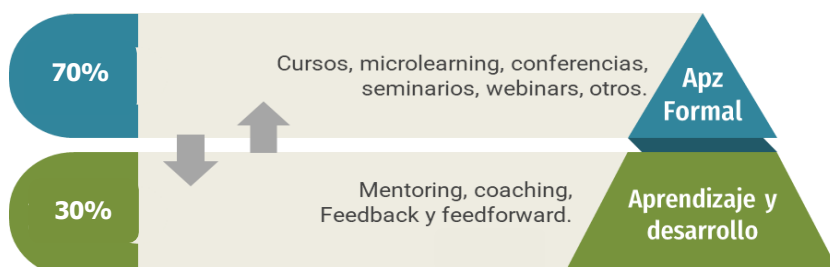 70%
Cursos, microlearning, conferencias,
seminarios, webinars, otros.
Apz
Formal
30%
Mentoring, coaching,
Feedback y feedforward.
Aprendizaje y
desarrollo